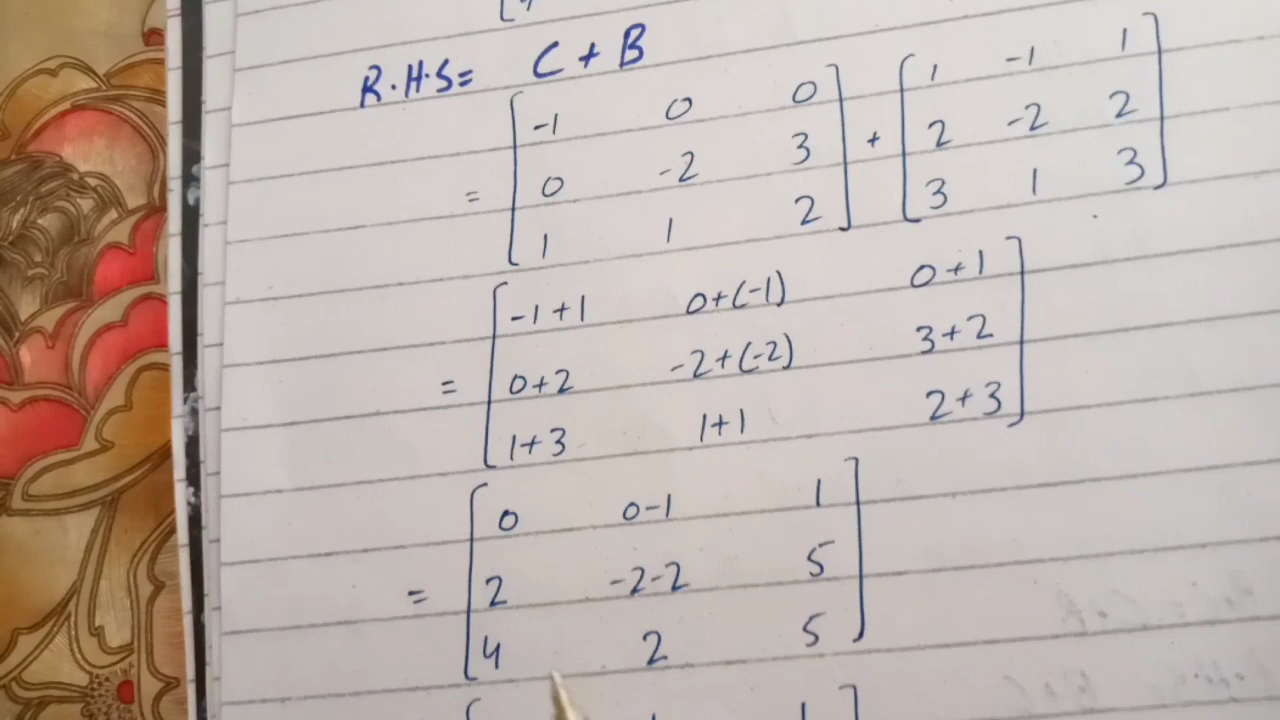 R.H.S = C + B
= [ -1 0 0 ] + [ 1 -1 1 ]
[ 0 -2 3 ] [ 2 -2 2 ]
[ 1 1 2 ] [ 3 1 3 ]
= [ -1+1 0+(-1) 0+1 ]
[ 0+2 -2+(-2) 3+2 ]
[ 1+3 1+1 2+3 ]
= [ 0 0-1 1 ]
[ 2 -2-2 5 ]
[ 4 2 5 ]